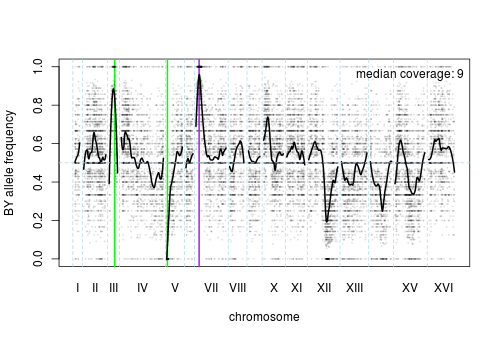 median coverage: 9
BY allele frequency
1.0
0.8
0.6
0.4
0.2
0.0
I II III IV V VII VIII X XI XII XIII XV XVI
chromosome